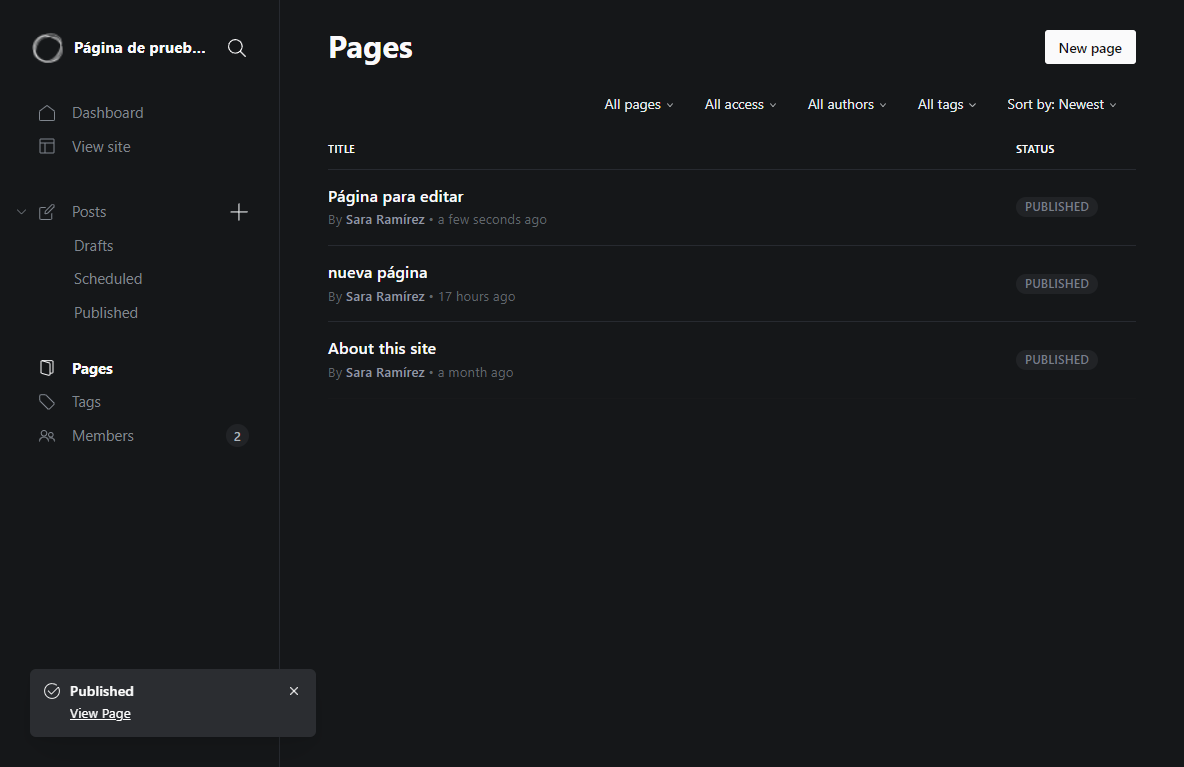 Página de prueb...
Dashboard
View site
Posts
Drafts
Scheduled
Published
Pages
Tags
Members 2
Pages
New page
All pages All access All authors All tags Sort by: Newest
TITLE STATUS
Página para editar
By Sara Ramírez • a few seconds ago
PUBLISHED
nueva página
By Sara Ramírez • 17 hours ago
PUBLISHED
About this site
By Sara Ramírez • a month ago
PUBLISHED
Published
View Page